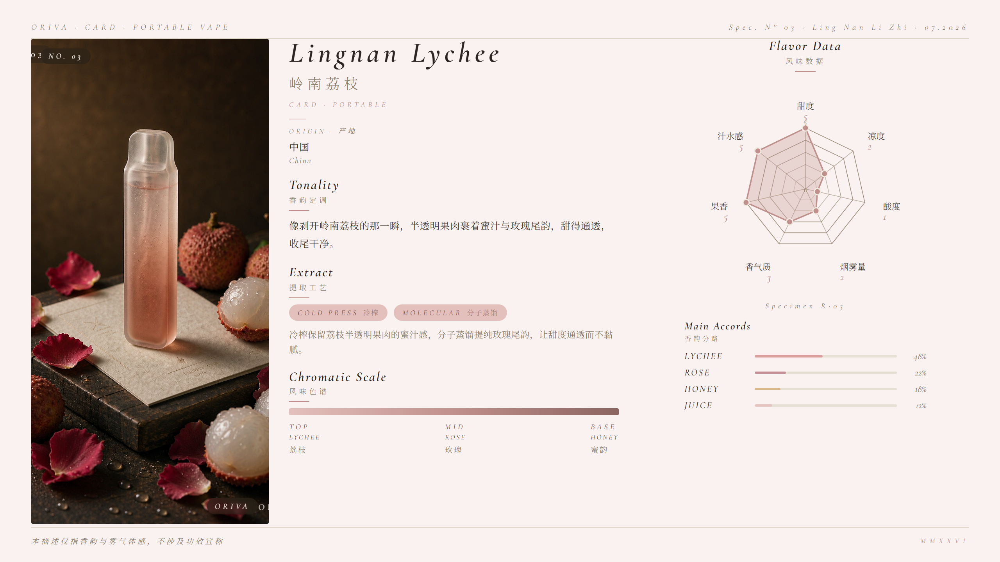 ORIVA · CARD · PORTABLE VAPE
Spec. Nº 03 · Ling Nan Li Zhi · 07.2026
03
NO. 03
ORIVA
Lingnan Lychee
岭南荔枝
CARD · PORTABLE
ORIGIN · 产地
中国
China
Tonality
香韵定调
像剥开岭南荔枝的那一瞬，半透明果肉裹着蜜汁与玫瑰尾韵，甜得通透，
收尾干净。
Extract
提取工艺
COLD PRESS 冷榨
MOLECULAR 分子蒸馏
冷榨保留荔枝半透明果肉的蜜汁感，分子蒸馏提纯玫瑰尾韵，让甜度通透而不黏
腻。
Chromatic Scale
风味色谱
TOP
LYCHEE
荔枝
MID
ROSE
玫瑰
BASE
HONEY
蜜韵
Flavor Data
风味数据
甜度
5
5
凉度
2
酸度
1
烟雾量
2
香气质
3
果香
5
汁水感
5
0
Specimen R·03
Main Accords
香韵分路
LYCHEE 48%
ROSE 22%
HONEY 18%
JUICE 12%
本描述仅指香韵与雾气体感，不涉及功效宣称
MMXXVI